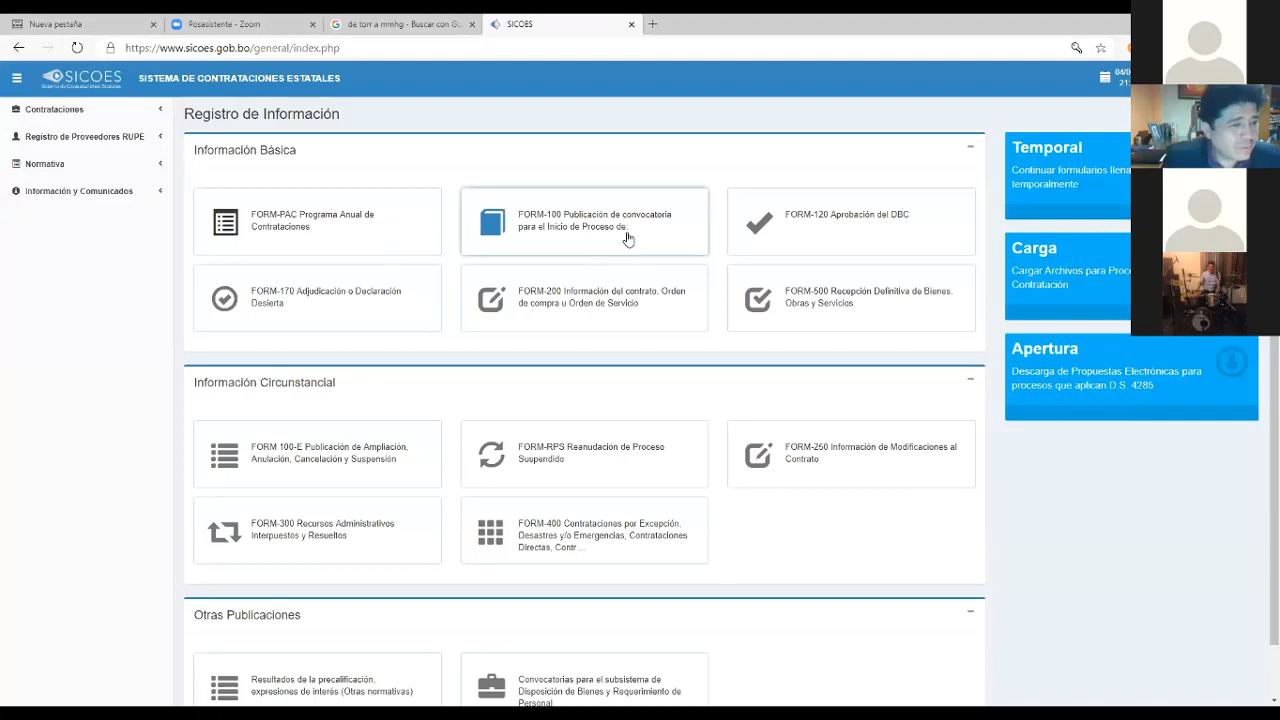 Nueva pestaña
Posasistente - Zoom
de torr a mmhg - Buscar con Go
SICOES
https://www.sicoes.gob.bo/general/index.php
SICOES
SISTEMA DE CONTRATACIONES ESTATALES
04/0
21:
Contrataciones
Registro de Proveedores RUPE
Normativa
Información y Comunicados
Registro de Información
Información Básica
FORM-PAC Programa Anual de
Contrataciones
FORM-100 Publicación de convocatoria
para el Inicio de Proceso de:
FORM-120 Aprobación del DBC
FORM-170 Adjudicación o Declaración
Desierta
FORM-200 Información del contrato, Orden
de compra u Orden de Servicio
FORM-500 Recepción Definitiva de Bienes,
Obras y Servicios
Información Circunstancial
FORM 100-E Publicación de Ampliación,
Anulación, Cancelación y Suspensión
FORM-RPS Reanudación de Proceso
Suspendido
FORM-250 Información de Modificaciones al
Contrato
FORM-300 Recursos Administrativos
Interpuestos y Resueltos
FORM-400 Contrataciones por Excepción,
Desastres y/o Emergencias, Contrataciones
Directas, Contr ...
Otras Publicaciones
Resultados de la precalificación,
expresiones de interés (Otras normativas)
Convocatorias para el subsistema de
Disposición de Bienes y Requerimiento de
Personal
Temporal
Continuar formularios llena
temporalmente
Carga
Cargar Archivos para Proc
Contratación
Apertura
Descarga de Propuestas Electrónicas para
procesos que aplican D.S. 4285